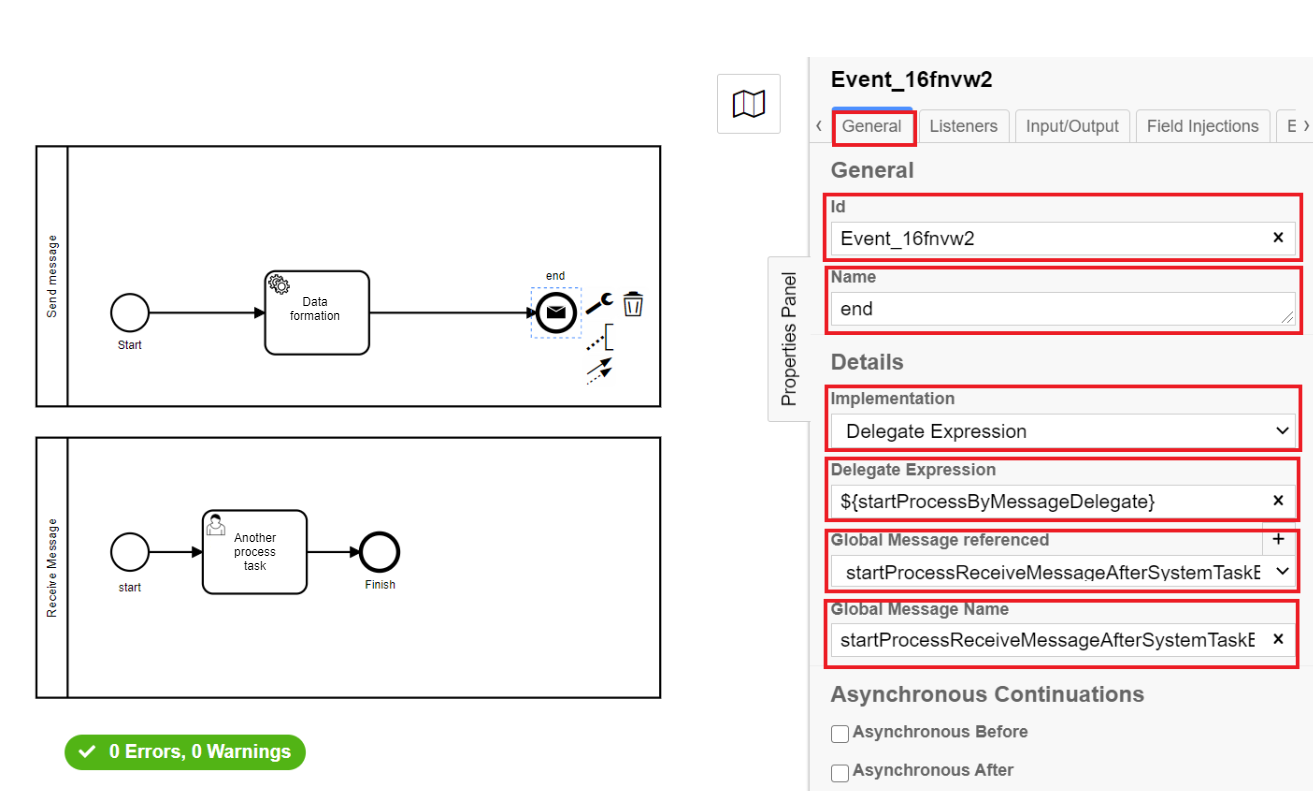 Send message
Start
Data
formation
end
Receive Message
start
Another
process
task
Finish
0 Errors, 0 Warnings
Properties Panel
Event_16fnvw2
General
Listeners
Input/Output
Field Injections
E
General
Id
Event_16fnvw2
Name
end
Details
Implementation
Delegate Expression
Delegate Expression
${startProcessByMessageDelegate}
Global Message referenced
startProcessReceiveMessageAfterSystemTaskE
Global Message Name
startProcessReceiveMessageAfterSystemTaskE
Asynchronous Continuations
Asynchronous Before
Asynchronous After